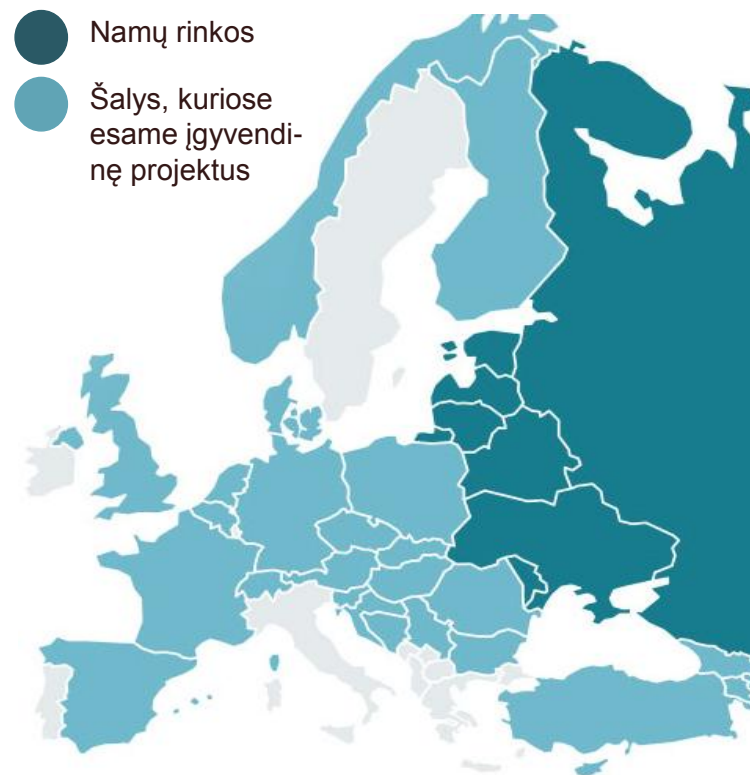 Namų rinkos
Šalys, kuriose
esame įgyvendi-
nę projektus